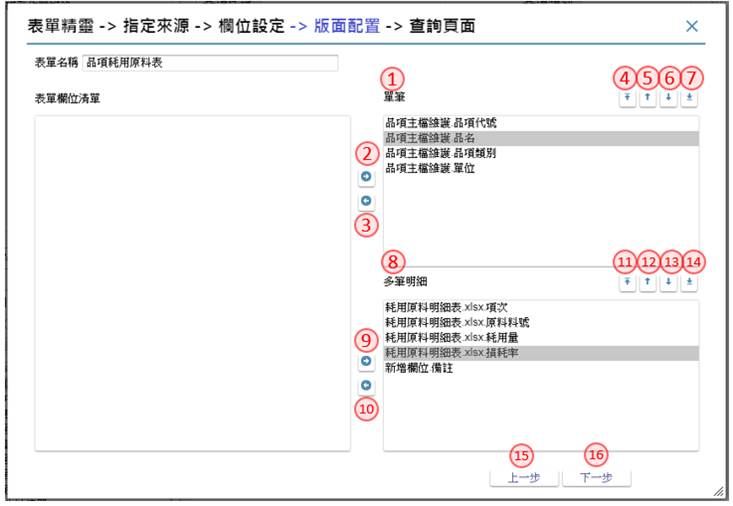 表單精靈 -> 指定來源 -> 欄位設定 -> 版面配置 -> 查詢頁面
表單名稱 品項耗用原料表
表單欄位清單
1
單筆
4 5 6 7
品項主檔維護.品項代號
品項主檔維護.品名
品項主檔維護.品項類別
品項主檔維護.單位
2
3
8
多筆明細
11 12 13 14
耗用原料明細表.xlsx.項次
耗用原料明細表.xlsx.原料料號
耗用原料明細表.xlsx.耗用量
耗用原料明細表.xlsx.損耗率
新增欄位.備註
9
10
15 16
上一步 下一步